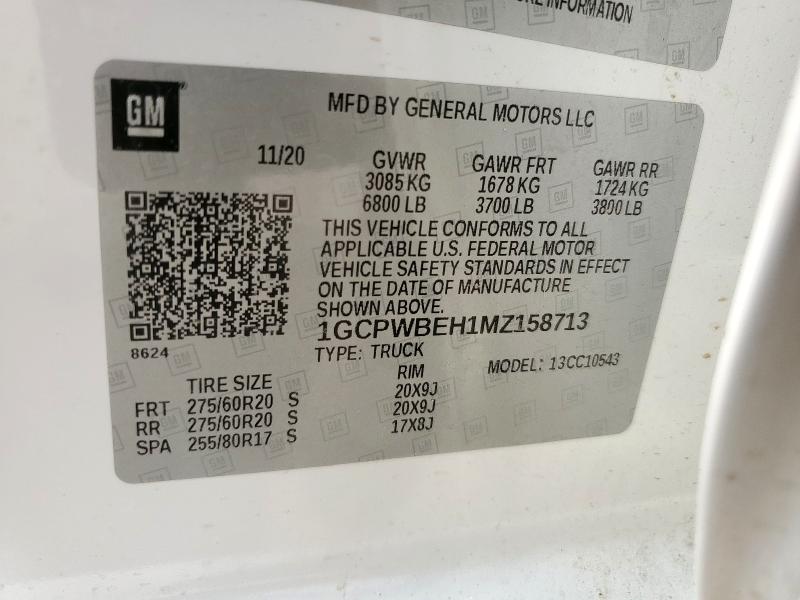 RE INFORMATION
GM
MFD BY GENERAL MOTORS LLC
11/20 GVWR GAWR FRT GAWR RR
3085 KG 1678 KG 1724 KG
6800 LB 3700 LB 3800 LB
THIS VEHICLE CONFORMS TO ALL
APPLICABLE U.S. FEDERAL MOTOR
VEHICLE SAFETY STANDARDS IN EFFECT
ON THE DATE OF MANUFACTURE
SHOWN ABOVE.
1GCPWBEH1MZ158713
8624 TYPE: TRUCK MODEL: 13CC10543
TIRE SIZE RIM
FRT 275/60R20 S 20X9J
RR 275/60R20 S 20X9J
SPA 255/80R17 S 17X8J